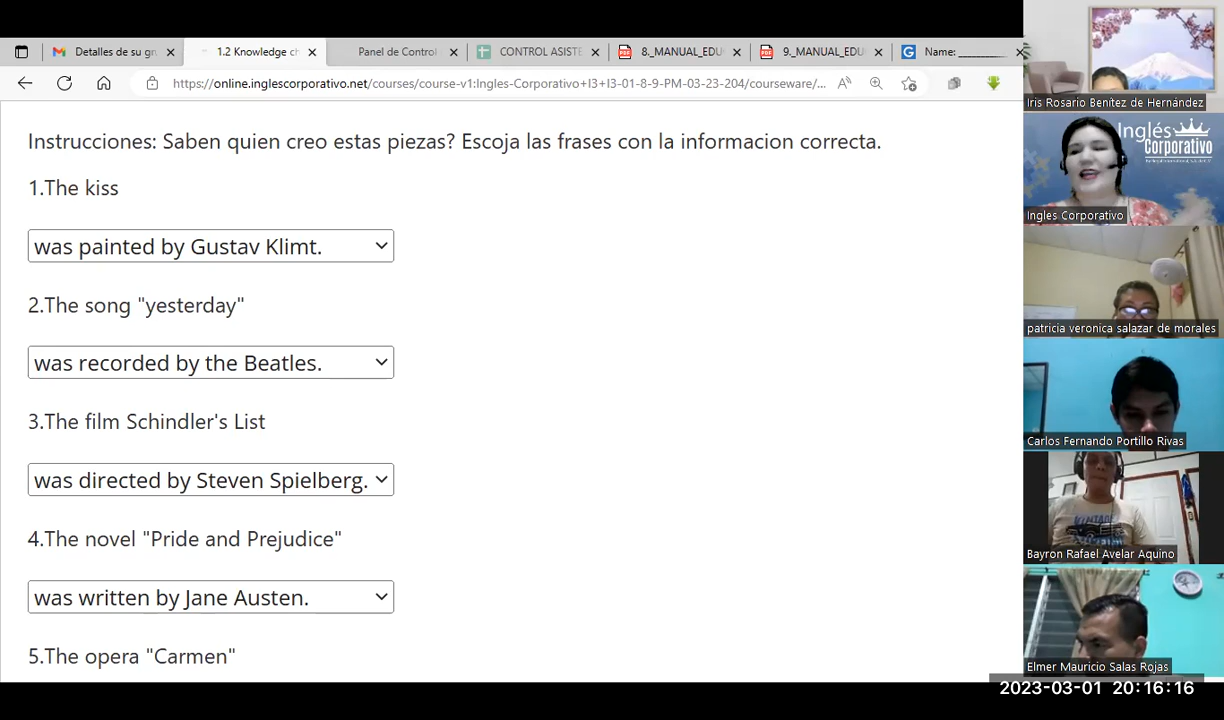 Detalles de su gr
1.2 Knowledge ch
Panel de Control
CONTROL ASISTE
8._MANUAL_EDU
9._MANUAL_EDU
Name: ________
https://online.inglescorporativo.net/courses/course-v1:Ingles-Corporativo+I3+I3-01-8-9-PM-03-23-204/courseware/...
Instrucciones: Saben quien creo estas piezas? Escoja las frases con la informacion correcta.
1.The kiss
was painted by Gustav Klimt.
2.The song "yesterday"
was recorded by the Beatles.
3.The film Schindler's List
was directed by Steven Spielberg.
4.The novel "Pride and Prejudice"
was written by Jane Austen.
5.The opera "Carmen"
Iris Rosario Benítez de Hernández
Inglés
Corporativo
Ingles Corporativo
patricia veronica salazar de morales
Carlos Fernando Portillo Rivas
Bayron Rafael Avelar Aquino
Elmer Mauricio Salas Rojas
2023-03-01 20:16:16